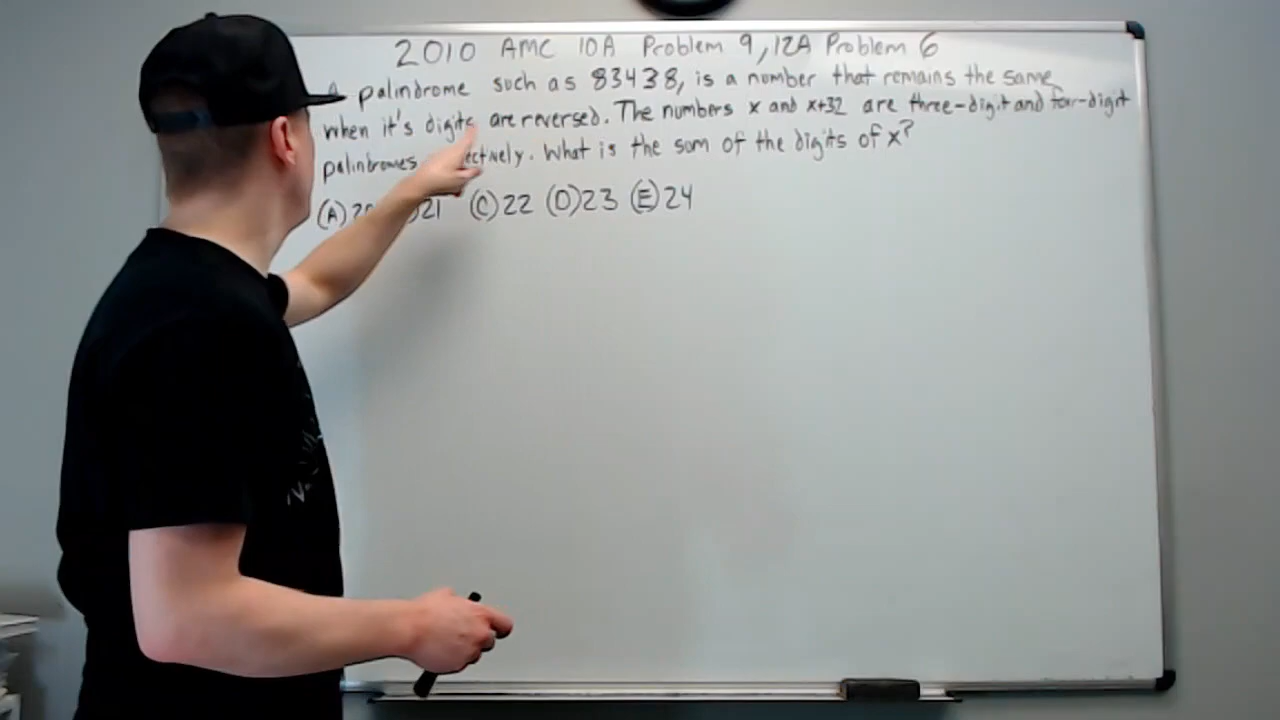 2010 AMC 10A Problem 9, 12A Problem 6
palindrome such as 83438, is a number that remains the same
when it's digits are reversed. The numbers x and x+32 are three-digit and four-digit
palindromes . What is the sum of the digits of x?
(A) 21 (C) 22 (D) 23 (E) 24